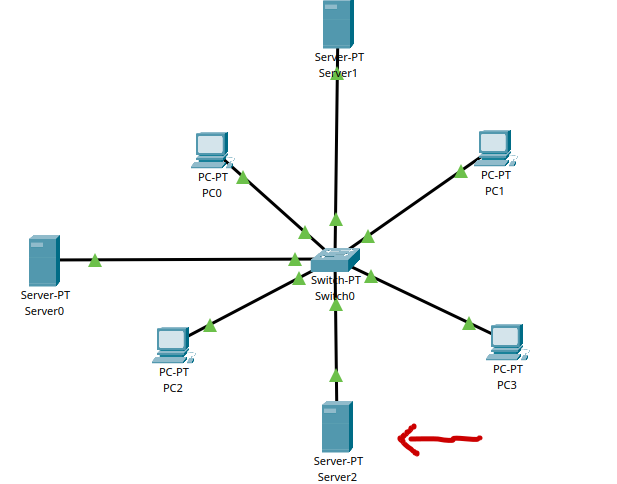 Server-PT
Server1
PC-PT
PC0
PC-PT
PC1
Server-PT
Server0
Switch-PT
Switch0
PC-PT
PC2
PC-PT
PC3
Server-PT
Server2